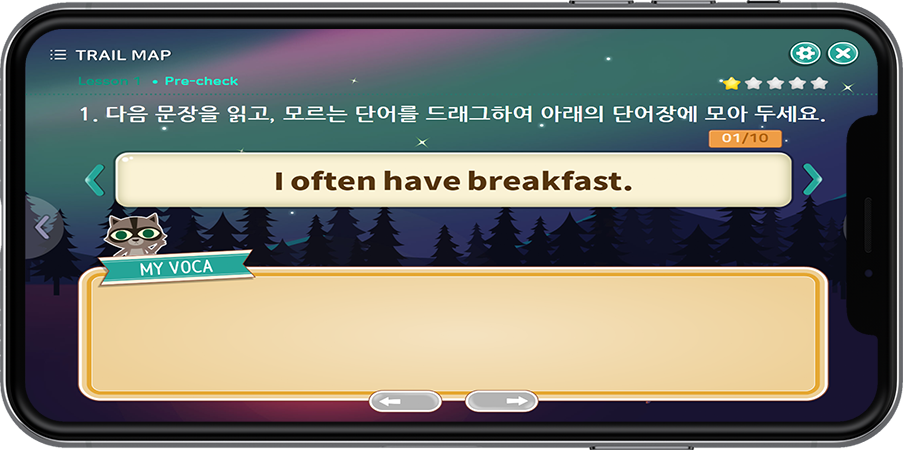 TRAIL MAP
Lesson 1 • Pre-check
1. 다음 문장을 읽고, 모르는 단어를 드래그하여 아래의 단어장에 모아 두세요.
01/10
I often have breakfast.
MY VOCA